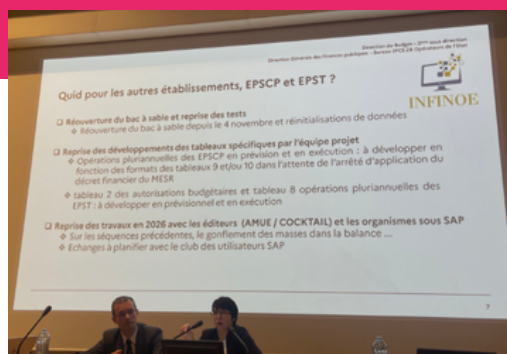 Direction du Budget – 2ème sous direction
Direction Générale des finances publiques – Bureau 2FCE-2B Opérateurs de l'Etat
INFINOE
Quid pour les autres établissements, EPSCP et EPST ?
❑ Réouverture du bac à sable et reprise des tests
❖ Réouverture du bac à sable depuis le 4 novembre et réinitialisations de données
❑ Reprise des développements des tableaux spécifiques par l'équipe projet
❖ Opérations pluriannuelles des EPSCP en prévision et en exécution : à développer en
fonction des formats des tableaux 9 et/ou 10 dans l'attente de l'arrêté d'application du
décret financier du MESR
❖ tableau 2 des autorisations budgétaires et tableau 8 opérations pluriannuelles des
EPST : à développer en prévisionnel et en exécution
❑ Reprise des travaux en 2026 avec les éditeurs (AMUE / COCKTAIL) et les organismes sous SAP
❖ Sur les séquences précédentes, le gonflement des masses dans la balance ...
❖ Echanges à planifier avec le club des utilisateurs SAP
7